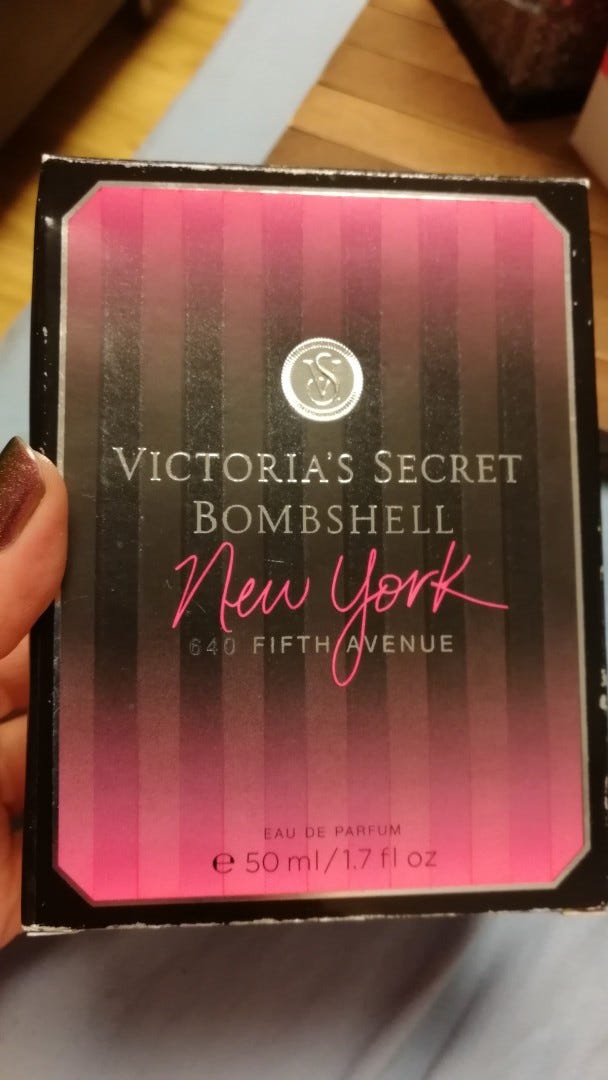 VS
VICTORIA'S SECRET
BOMBSHELL
New York
640 FIFTH AVENUE
EAU DE PARFUM
e 50 ml/1.7 fl oz